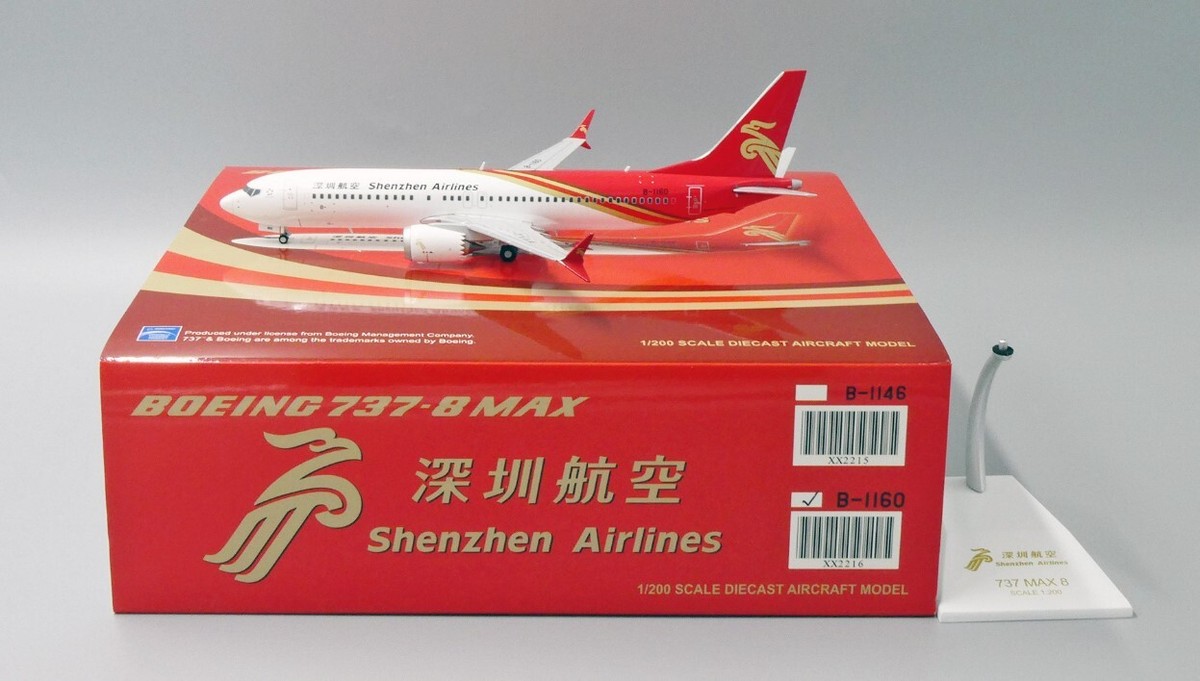 深圳航空 Shenzhen Airlines
B-1160
Produced under license from Boeing Management Company.
737 & Boeing are among the trademarks owned by Boeing.
1/200 SCALE DIECAST AIRCRAFT MODEL
BOEING 737-8 MAX
深圳航空
Shenzhen Airlines
1/200 SCALE DIECAST AIRCRAFT MODEL
B-1146
XX2215
B-1160
XX2216
深圳航空
Shenzhen Airlines
737 MAX 8
SCALE 1:200